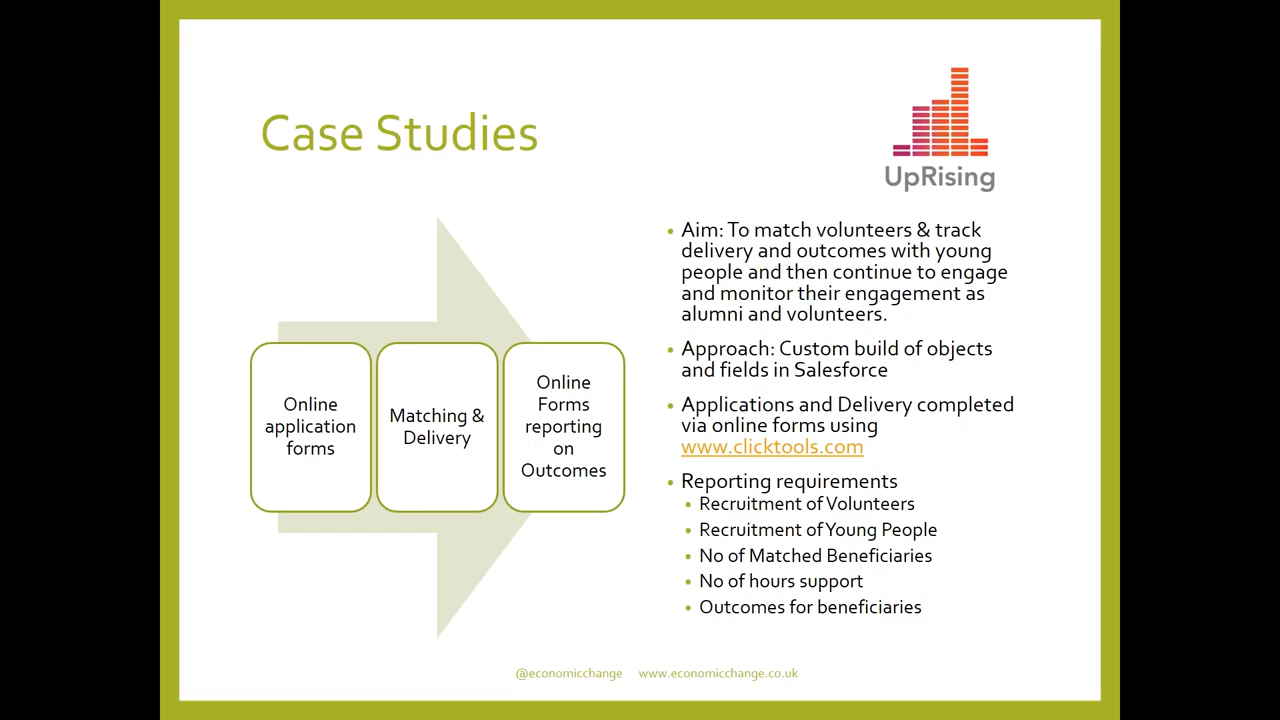 Case Studies
UpRising
Online
application
forms
Matching &
Delivery
Online
Forms
reporting
on
Outcomes
• Aim: To match volunteers & track
delivery and outcomes with young
people and then continue to engage
and monitor their engagement as
alumni and volunteers.
• Approach: Custom build of objects
and fields in Salesforce
• Applications and Delivery completed
via online forms using
www.clicktools.com
• Reporting requirements
• Recruitment of Volunteers
• Recruitment of Young People
• No of Matched Beneficiaries
• No of hours support
• Outcomes for beneficiaries
@economicchange www.economicchange.co.uk